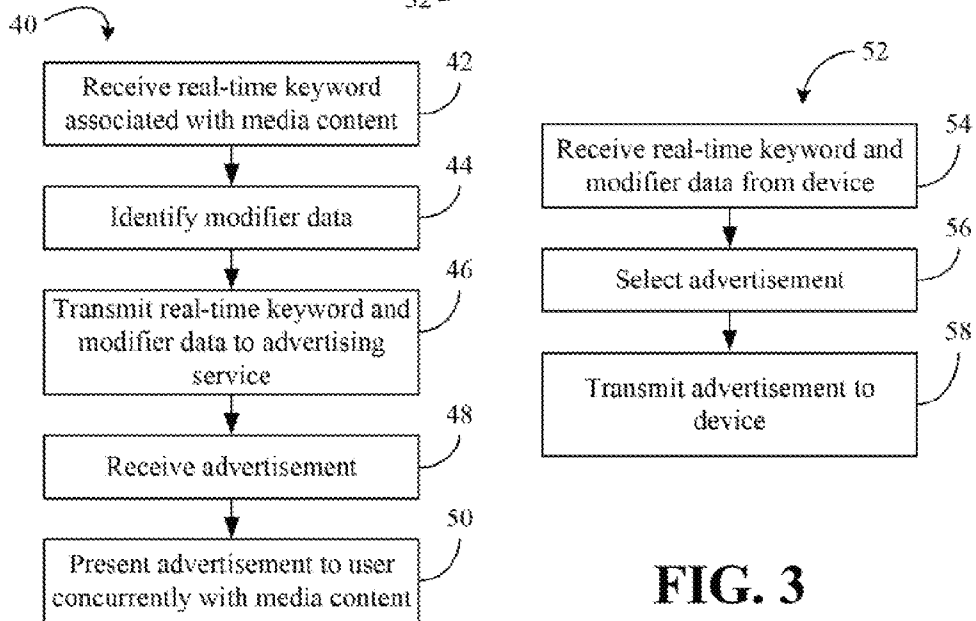 40
42
Receive real-time keyword
associated with media content
44
Identify modifier data
46
Transmit real-time keyword and
modifier data to advertising
service
48
Receive advertisement
50
Present advertisement to user
concurrently with media content
52
54
Receive real-time keyword and
modifier data from device
56
Select advertisement
58
Transmit advertisement to
device
FIG. 3